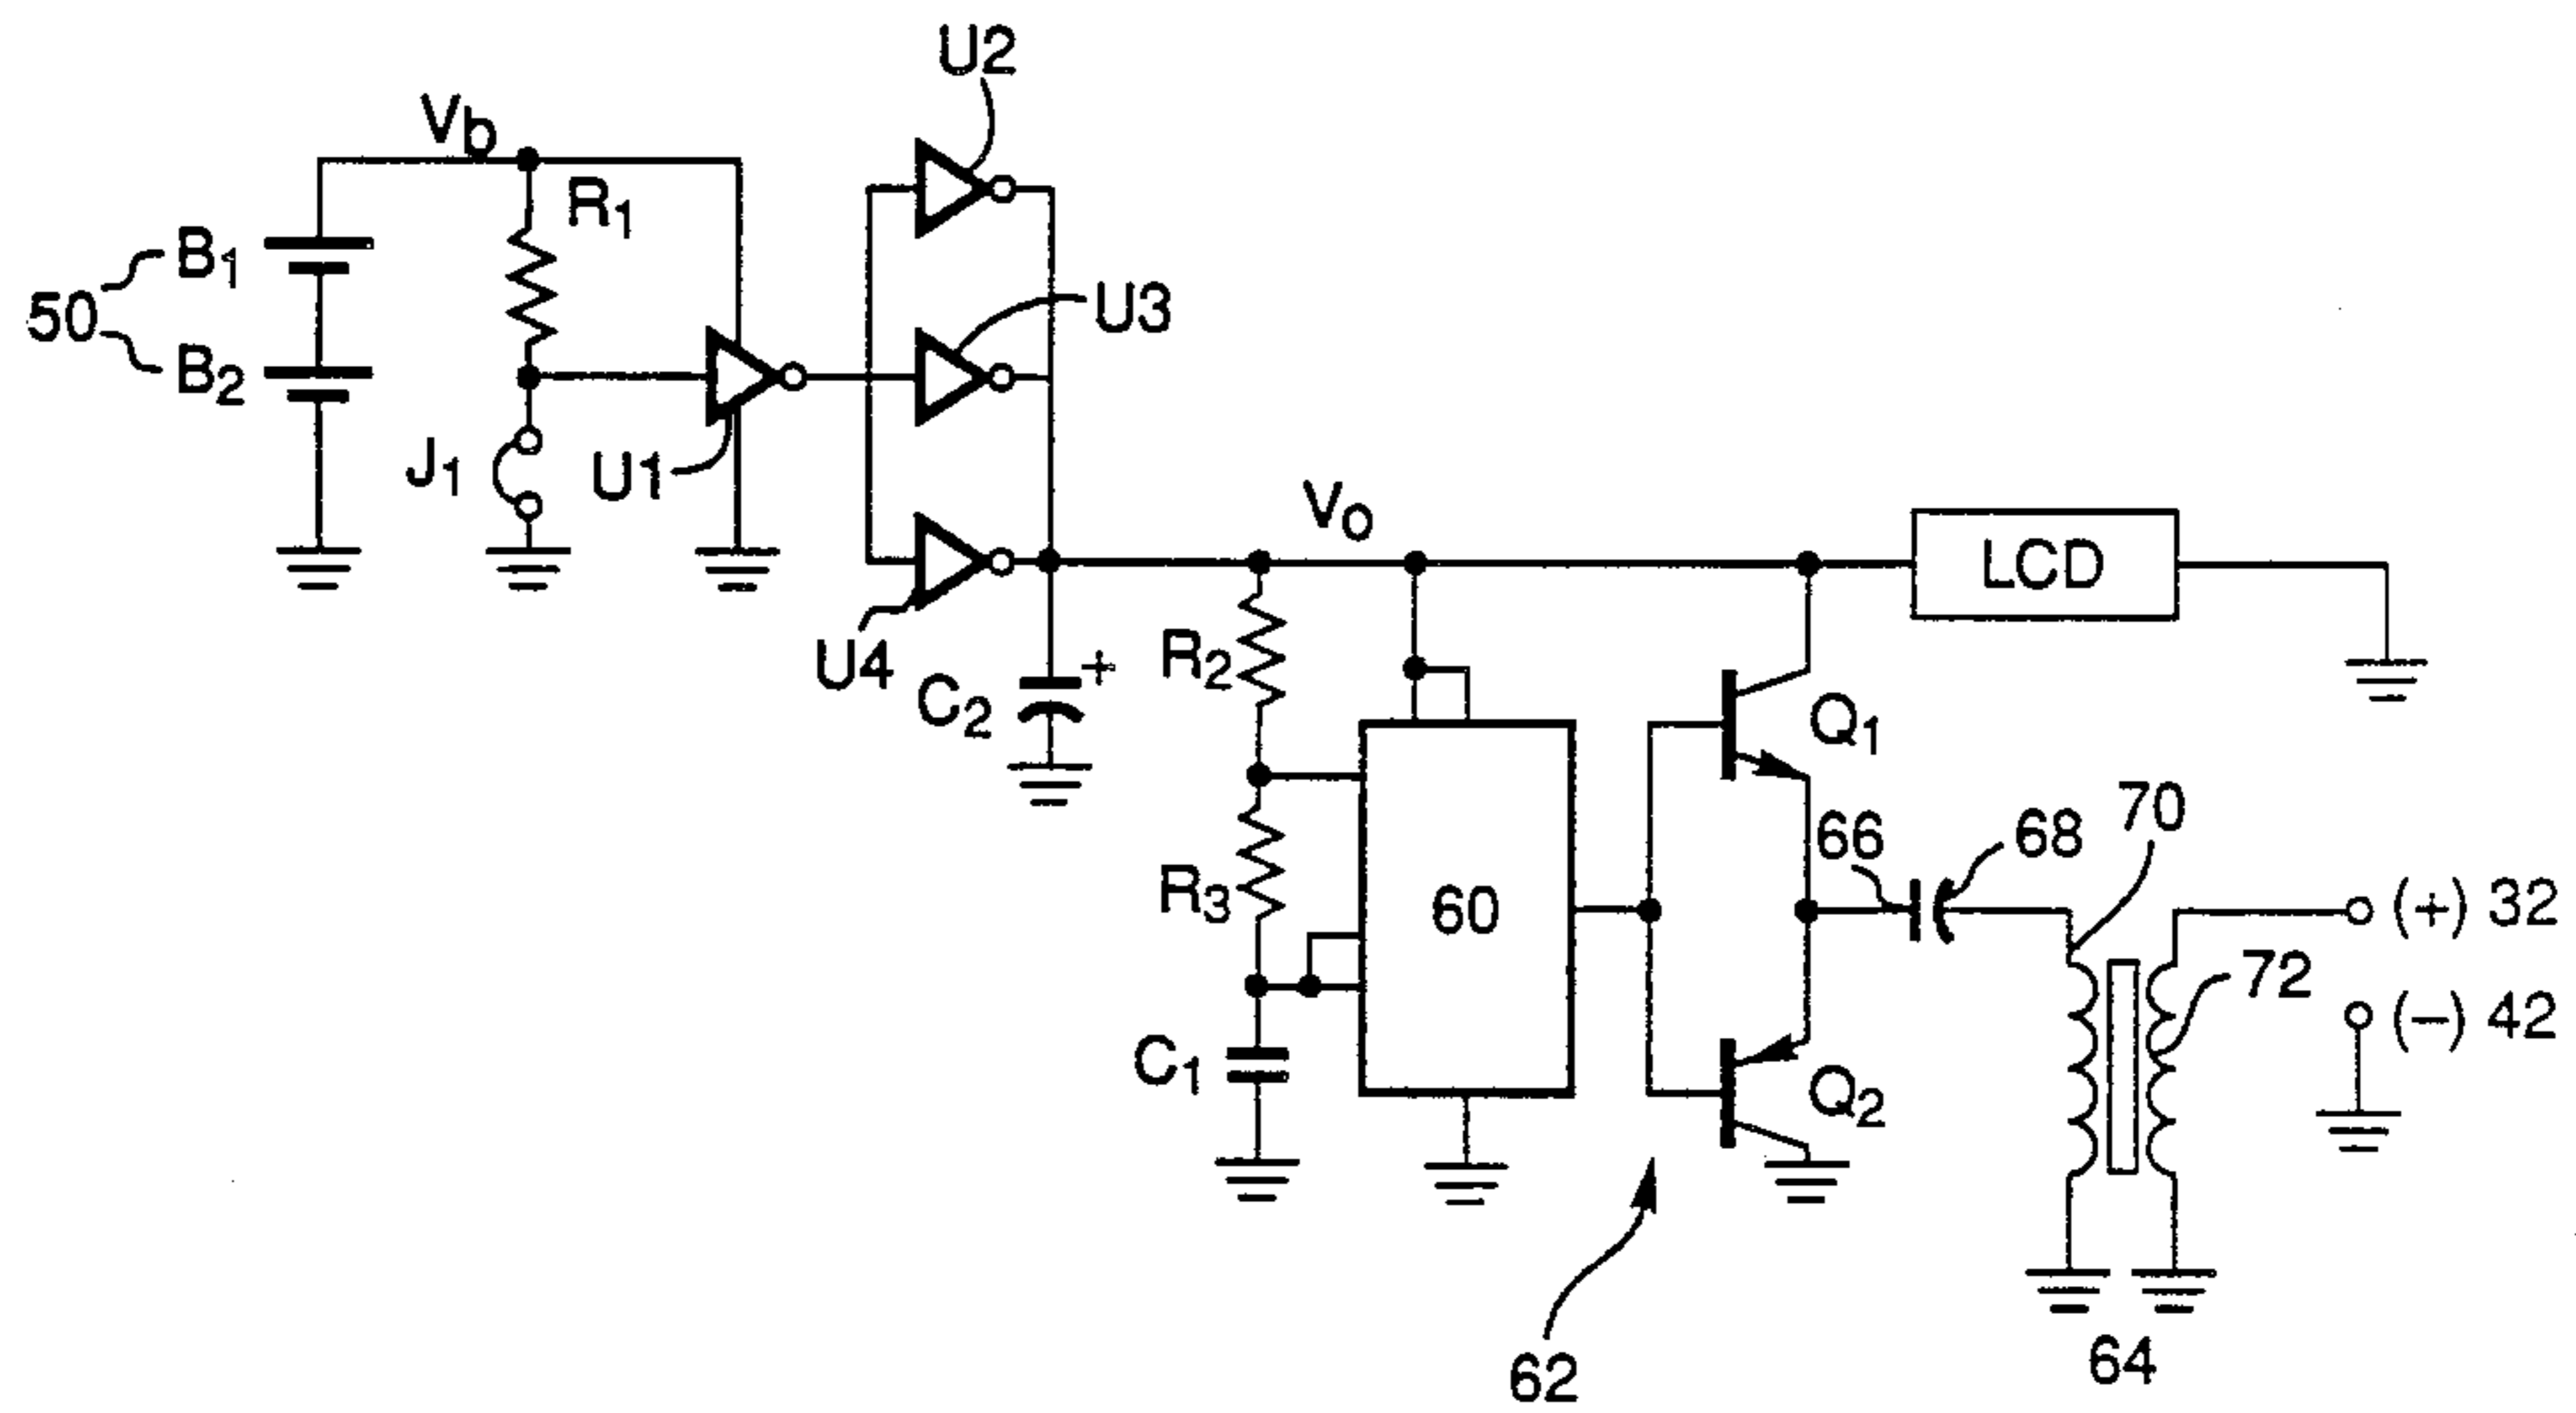 U2
Vb
R1
B1
50
B2
U3
J1
U1
Vo
LCD
U4
C2
+
R2
Q1
70
66
68
R3
60
(+) 32
72
(−) 42
C1
Q2
62
64